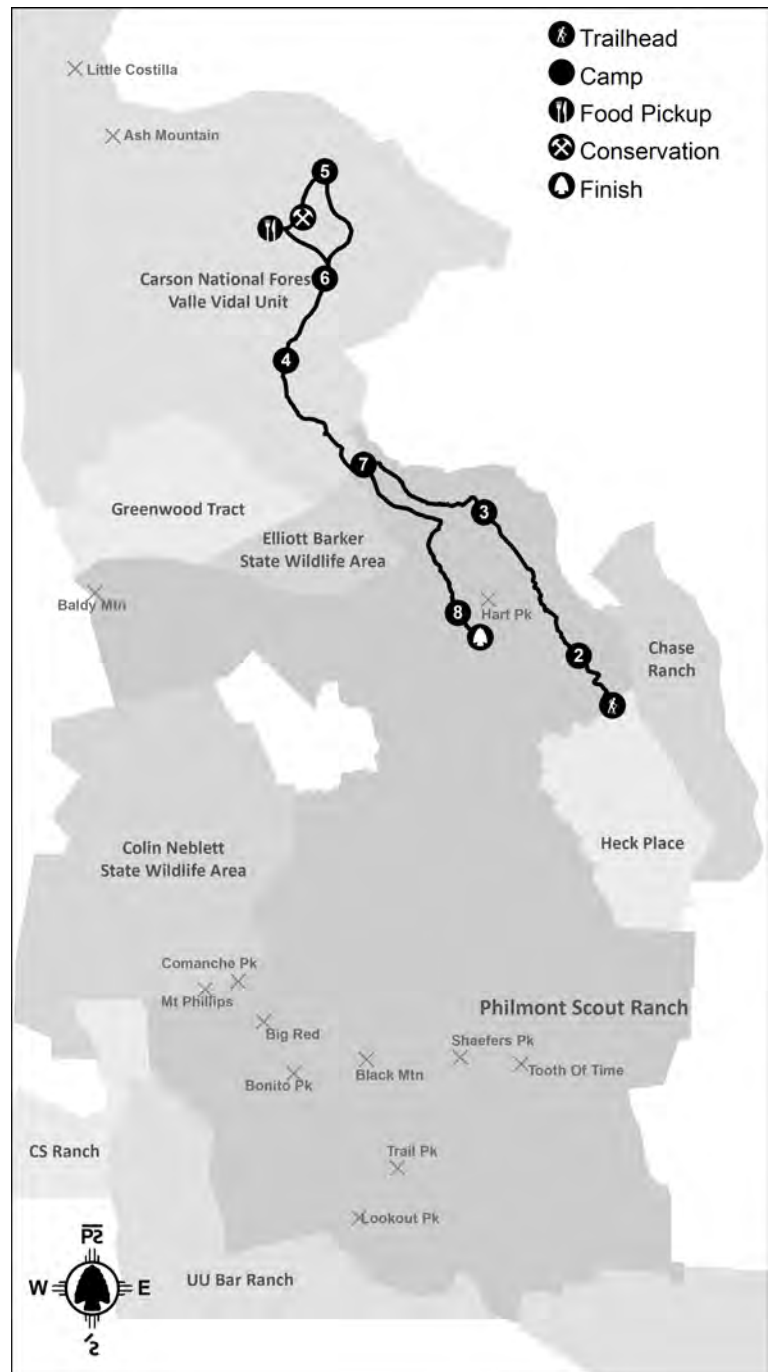 Trailhead
Camp
Food Pickup
Conservation
Finish
Little Costilla
Ash Mountain
5
Carson National Fores
Valle Vidal Unit
6
4
7
Greenwood Tract
3
Elliott Barker
State Wildlife Area
Baldy Mtn
Hart Pk
8
2
Chase
Ranch
Heck Place
Colin Neblett
State Wildlife Area
Comanche Pk
Mt Phillips
Philmont Scout Ranch
Big Red
Shaefers Pk
Black Mtn
Tooth Of Time
Bonito Pk
CS Ranch
Trail Pk
Lookout Pk
UU Bar Ranch
W
E